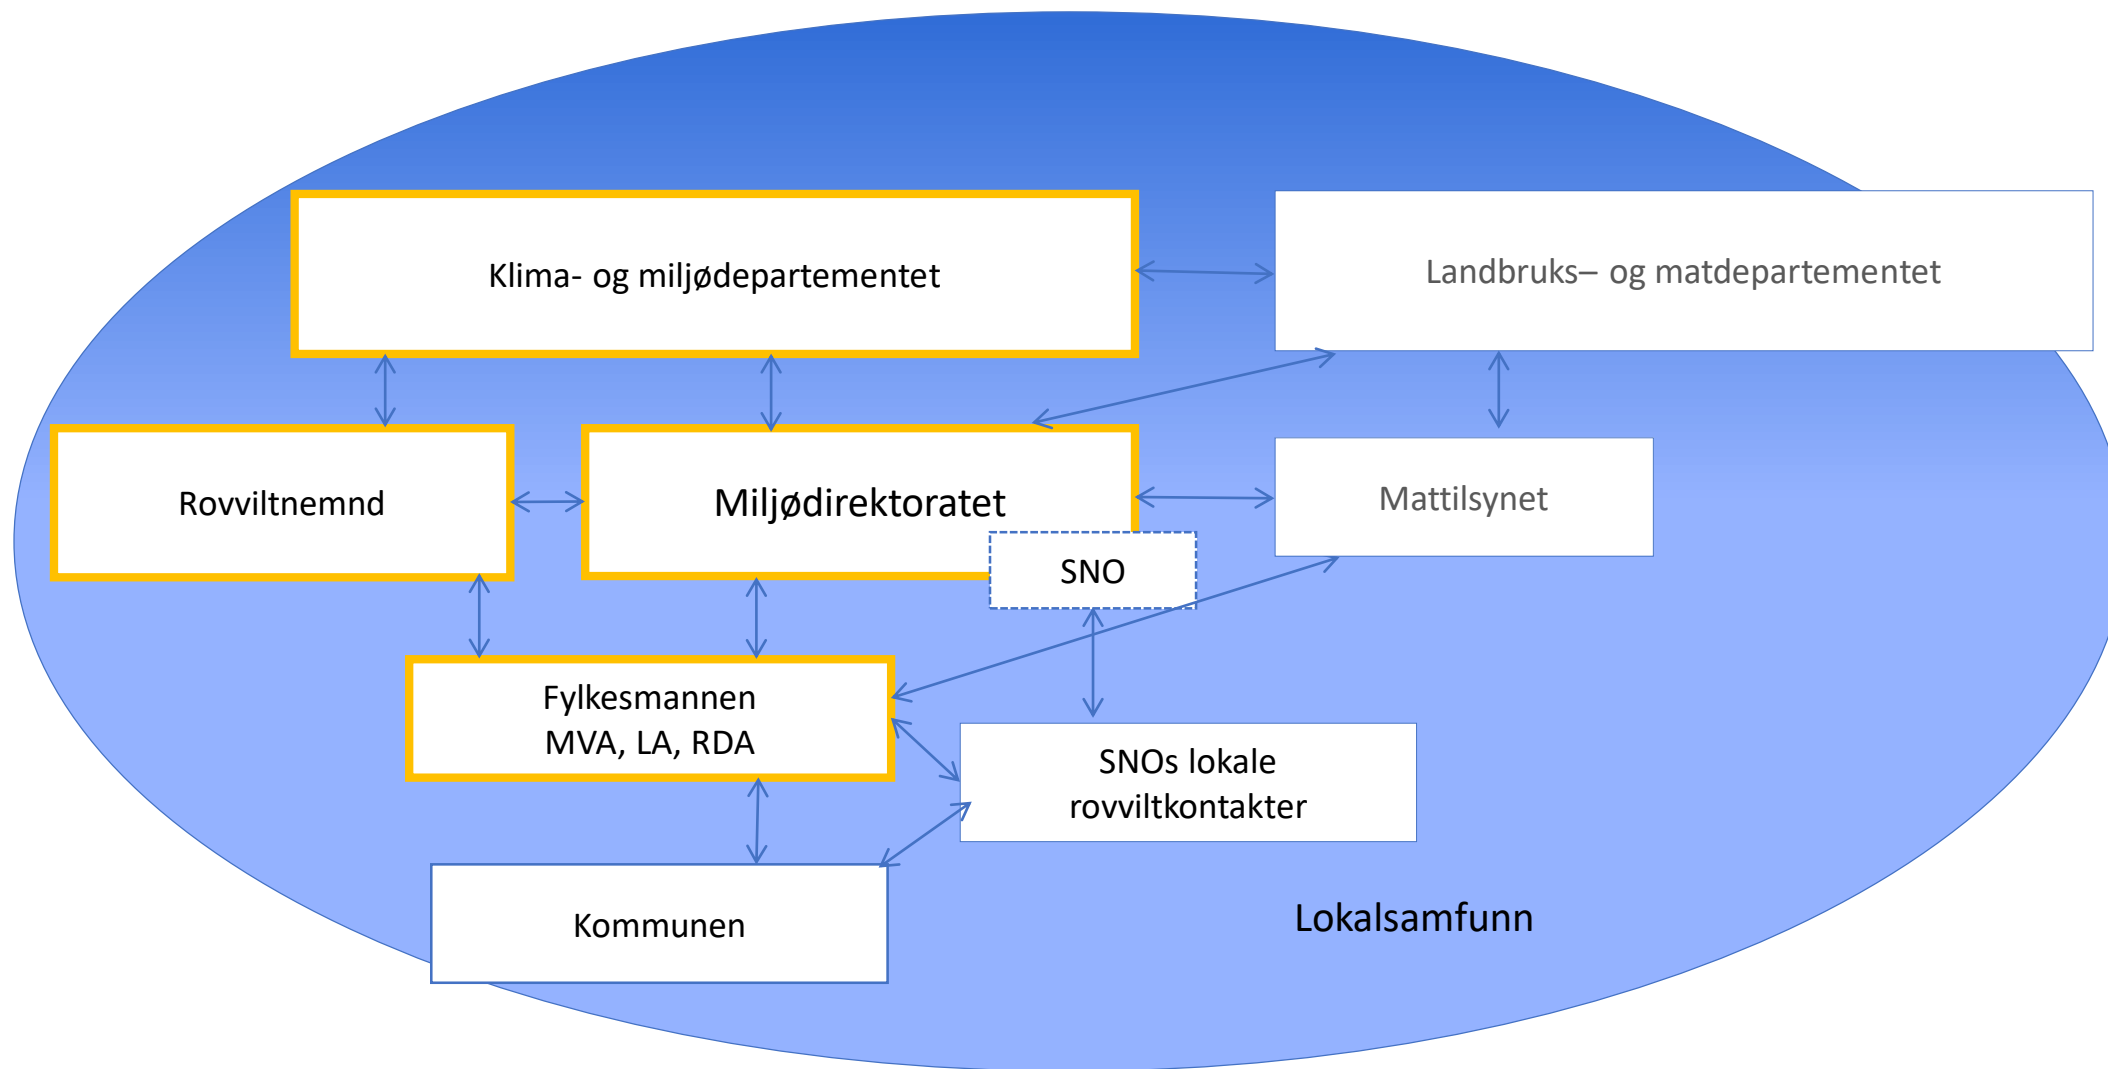 Klima- og miljødepartementet
Landbruks– og matdepartementet
Rovviltnemnd
Miljødirektoratet
Mattilsynet
SNO
Fylkesmannen
MVA, LA, RDA
SNOs lokale
rovviltkontakter
Kommunen
Lokalsamfunn